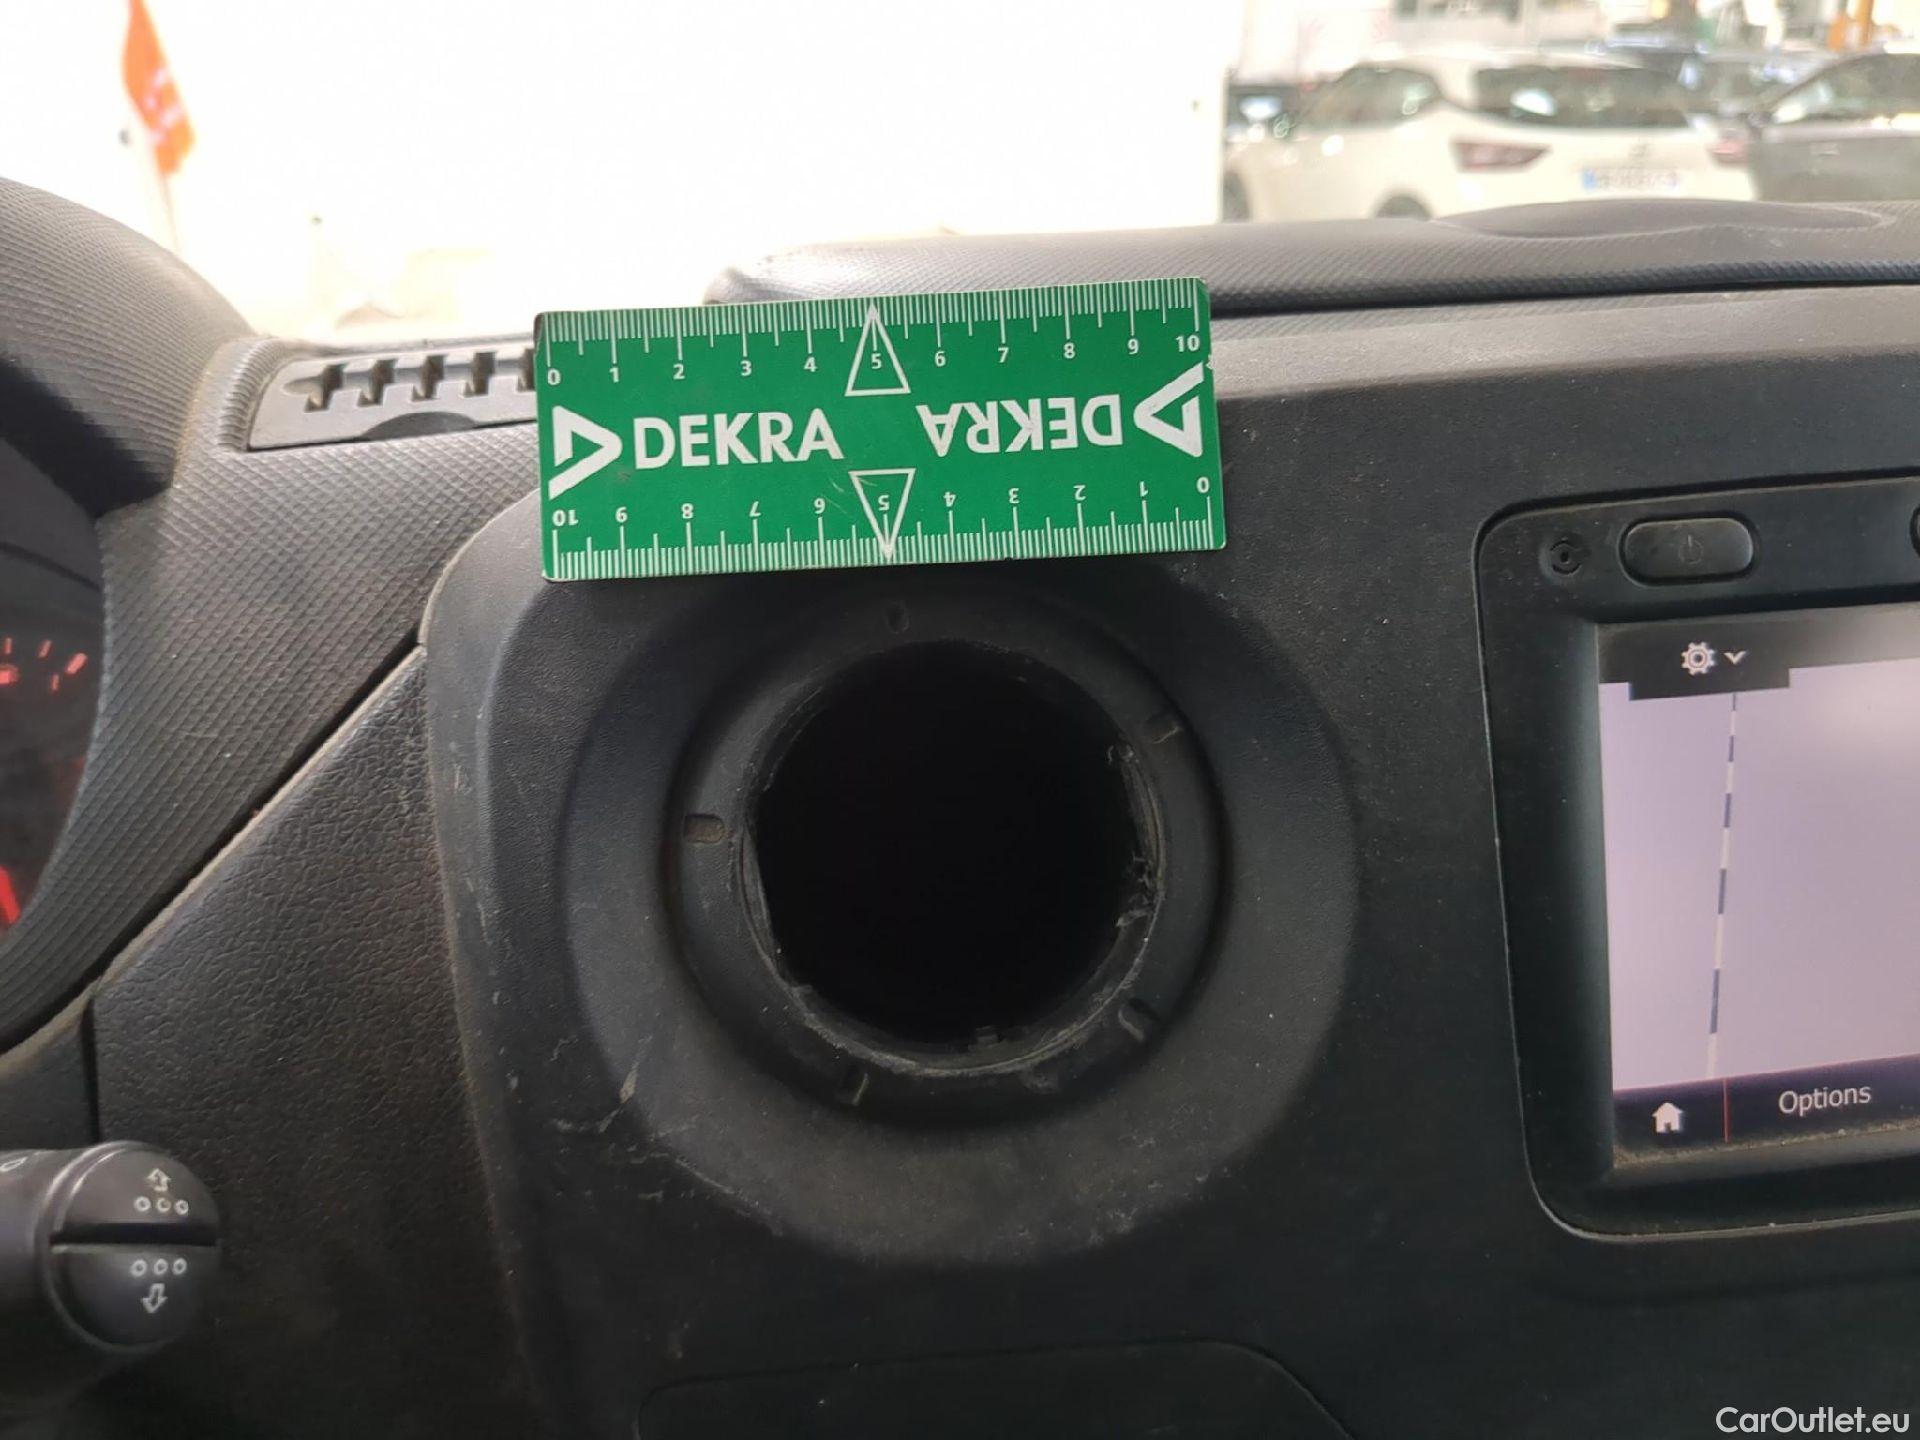 0 1 2 3 4 5 6 7 8 9 10
DEKRA DEKRA
10 9 8 7 6 5 4 3 2 1 0
Options
CarOutlet.eu